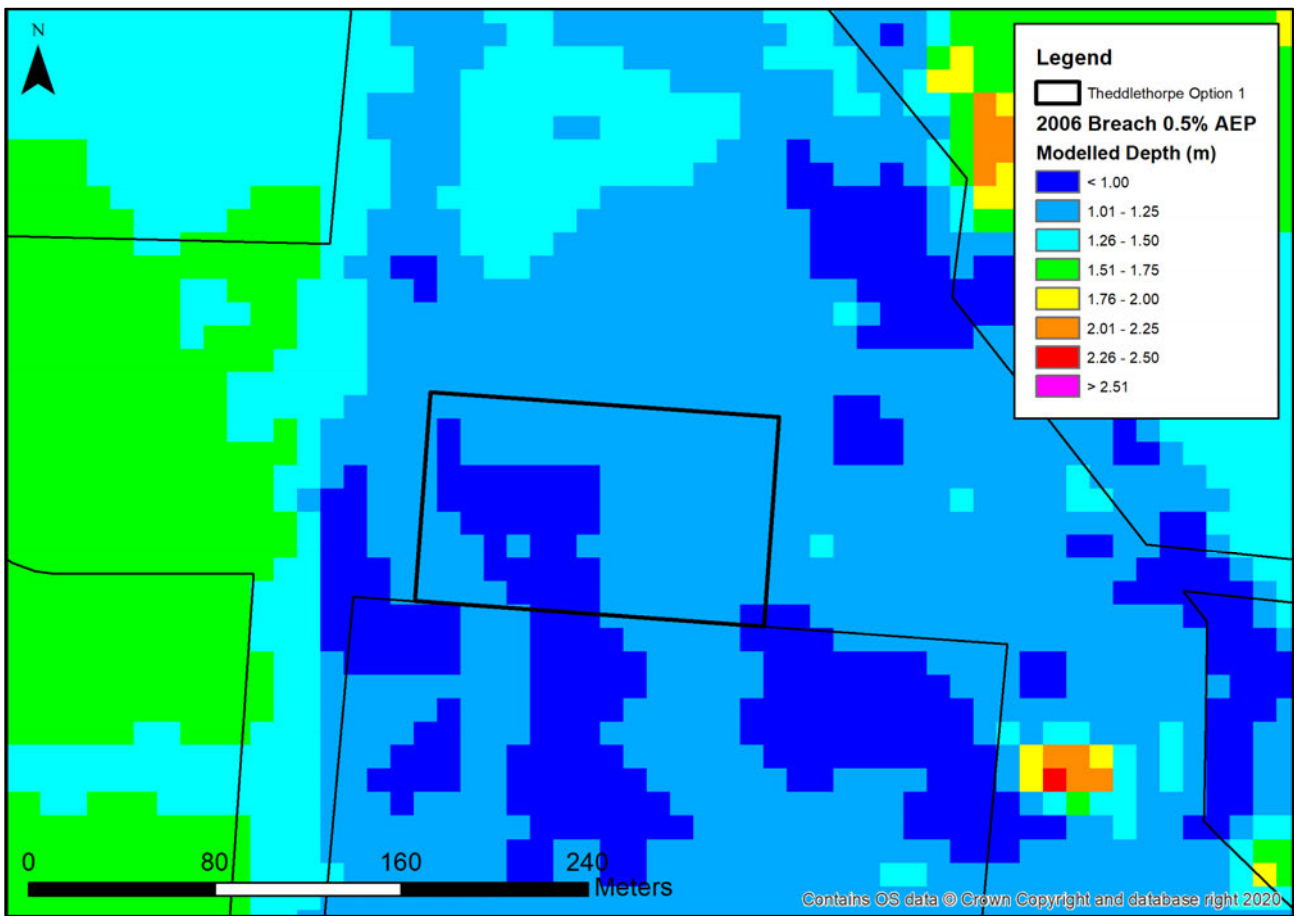 N
Legend
Theddlethorpe Option 1
2006 Breach 0.5% AEP
Modelled Depth (m)
< 1.00
1.01 - 1.25
1.26 - 1.50
1.51 - 1.75
1.76 - 2.00
2.01 - 2.25
2.26 - 2.50
> 2.51
0 80 160 240
Meters
Contains OS data © Crown Copyright and database right 2020